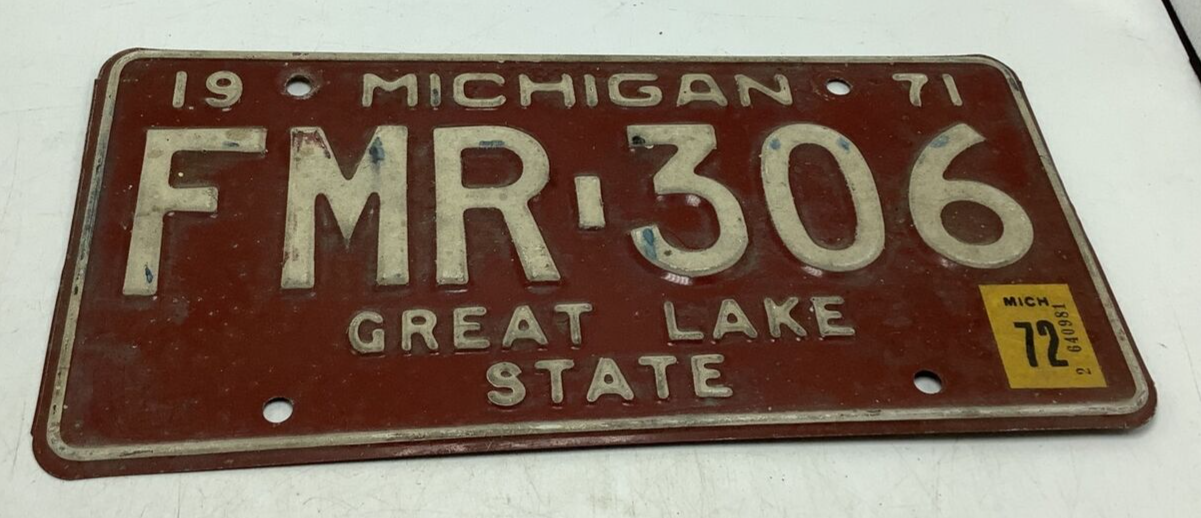 19 MICHIGAN 71
FMR-306
GREAT LAKE
STATE
MICH
72
2 640981